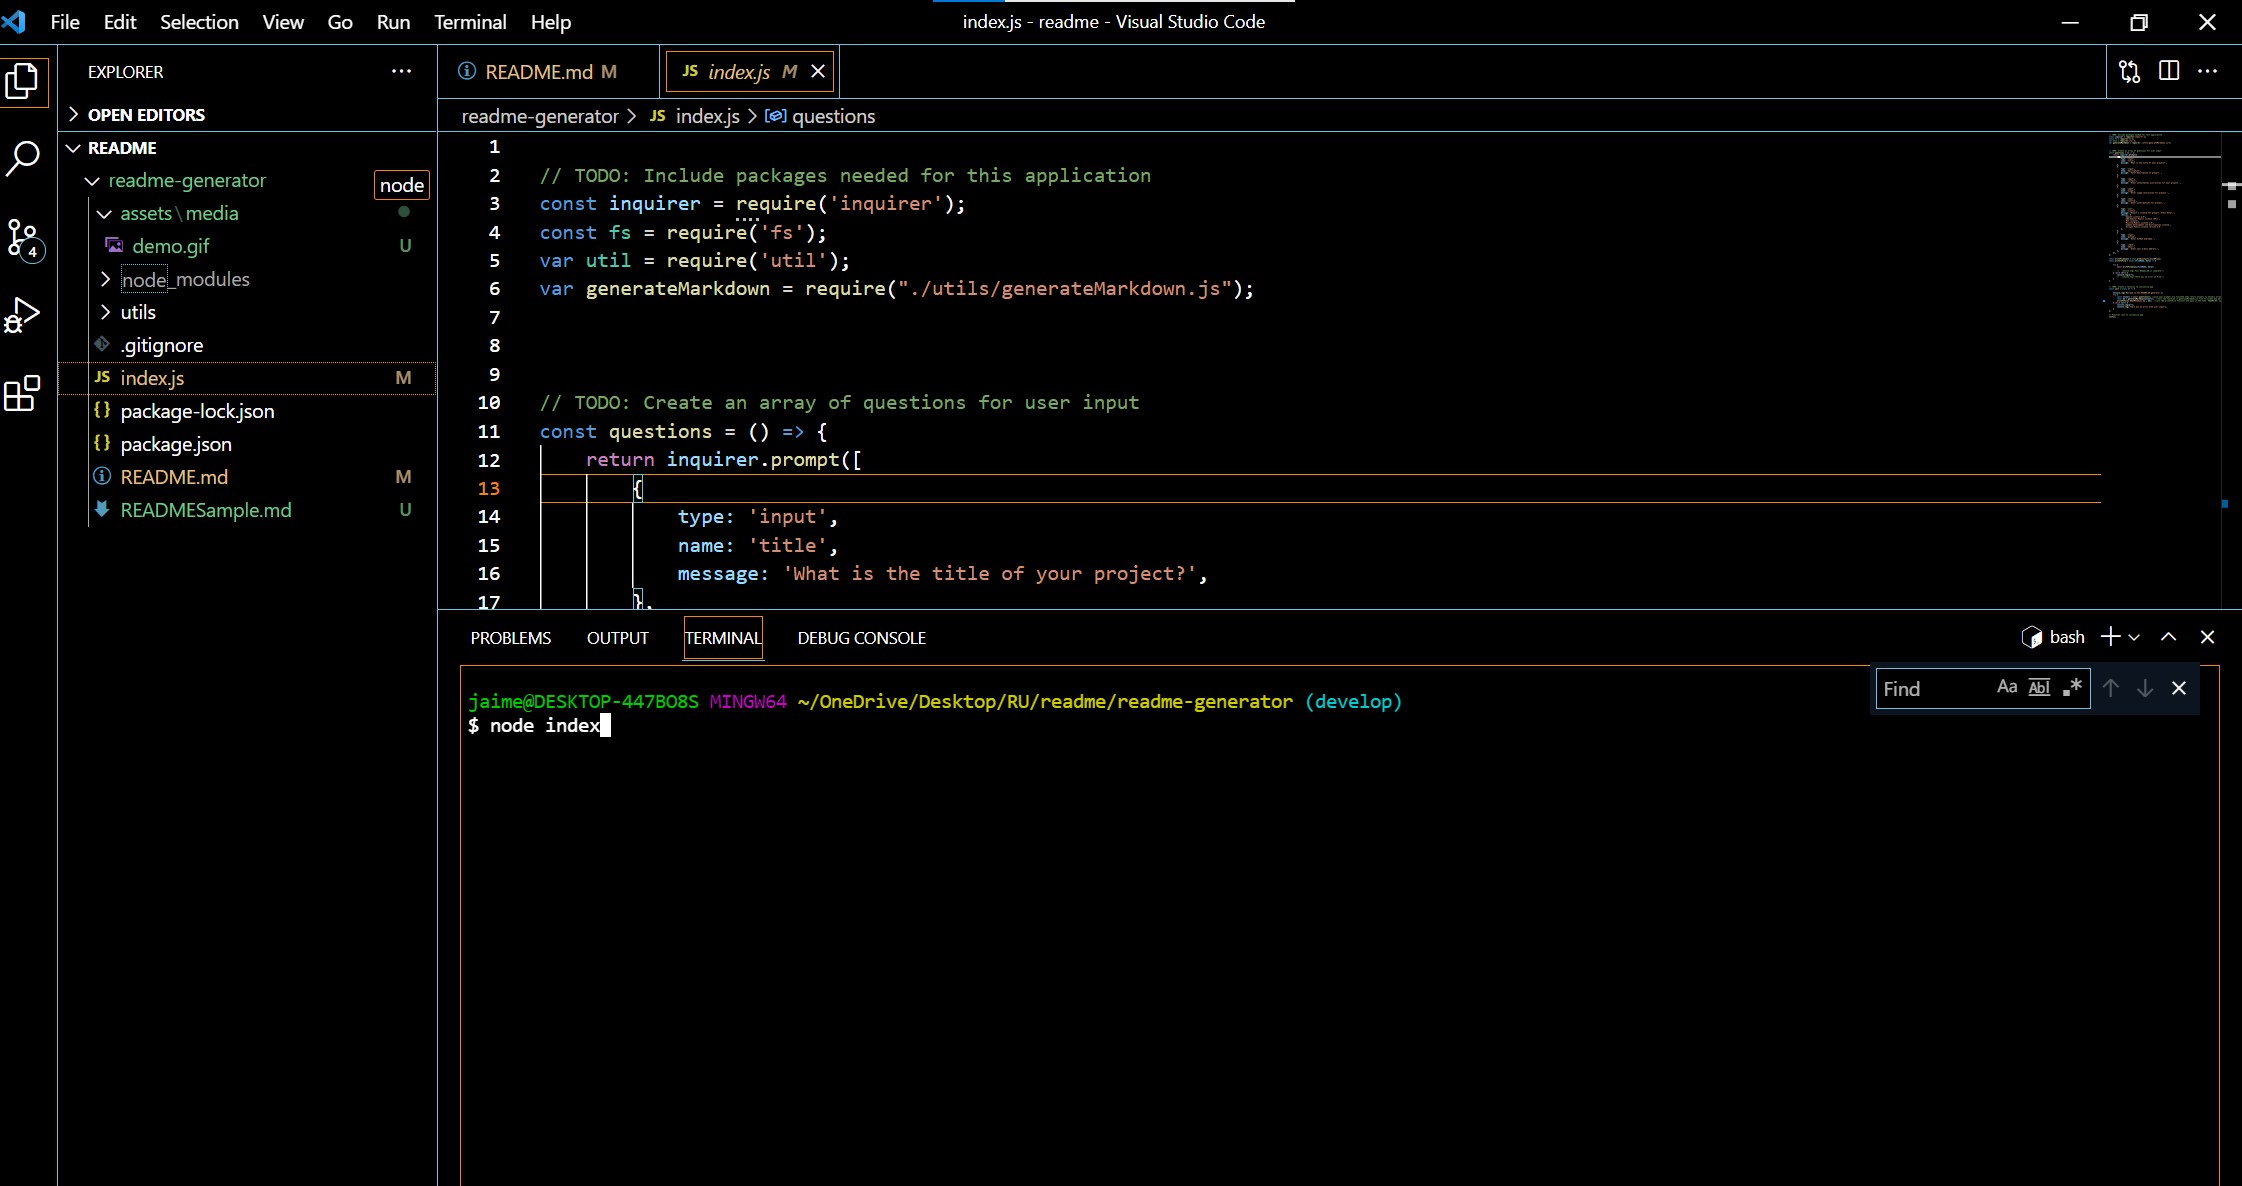 File Edit Selection View Go Run Terminal Help
index.js - readme - Visual Studio Code
EXPLORER
OPEN EDITORS
README
readme-generator
node
assets\media
demo.gif U
node_modules
utils
.gitignore
index.js M
package-lock.json
package.json
README.md M
READMESample.md U
4
README.md M
JS index.js M
readme-generator > JS index.js > questions
1
2 // TODO: Include packages needed for this application
3 const inquirer = require('inquirer');
4 const fs = require('fs');
5 var util = require('util');
6 var generateMarkdown = require("./utils/generateMarkdown.js");
7
8
9
10 // TODO: Create an array of questions for user input
11 const questions = () => {
12 return inquirer.prompt([
13 {
14 type: 'input',
15 name: 'title',
16 message: 'What is the title of your project?',
17 },
PROBLEMS OUTPUT TERMINAL DEBUG CONSOLE
bash
Find Aa Abl .*
jaime@DESKTOP-447BO8S MINGW64 ~/OneDrive/Desktop/RU/readme/readme-generator (develop)
$ node index